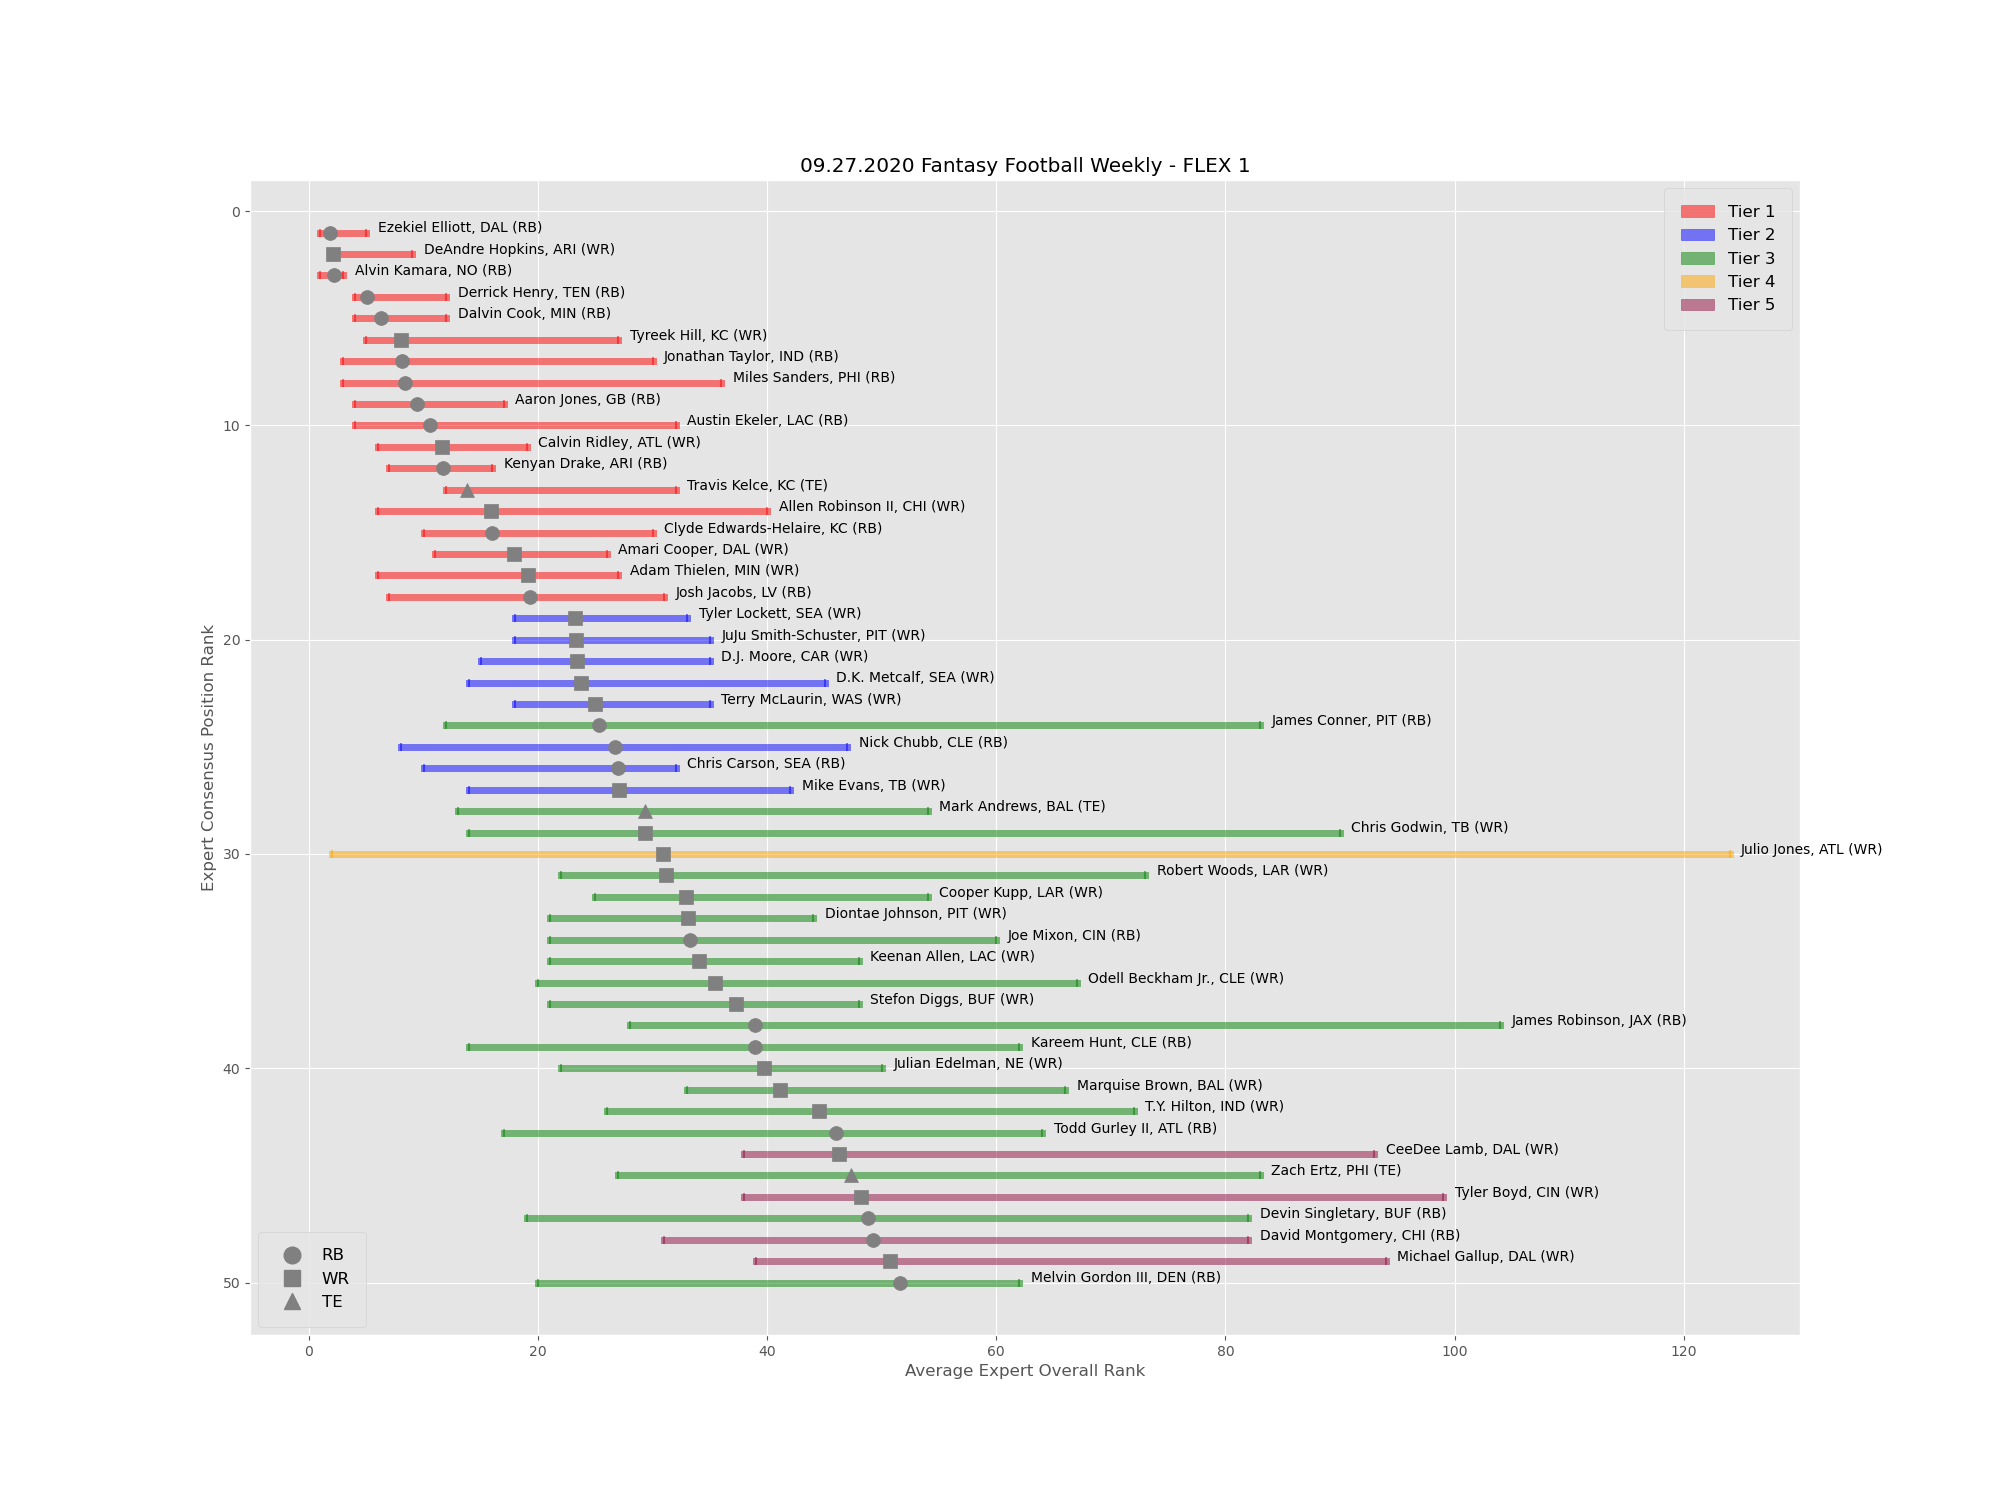 09.27.2020 Fantasy Football Weekly - FLEX 1
Tier 1
Tier 2
Tier 3
Tier 4
Tier 5
Expert Consensus Position Rank
0
10
20
30
40
50
Ezekiel Elliott, DAL (RB)
DeAndre Hopkins, ARI (WR)
Alvin Kamara, NO (RB)
Derrick Henry, TEN (RB)
Dalvin Cook, MIN (RB)
Tyreek Hill, KC (WR)
Jonathan Taylor, IND (RB)
Miles Sanders, PHI (RB)
Aaron Jones, GB (RB)
Austin Ekeler, LAC (RB)
Calvin Ridley, ATL (WR)
Kenyan Drake, ARI (RB)
Travis Kelce, KC (TE)
Allen Robinson II, CHI (WR)
Clyde Edwards-Helaire, KC (RB)
Amari Cooper, DAL (WR)
Adam Thielen, MIN (WR)
Josh Jacobs, LV (RB)
Tyler Lockett, SEA (WR)
JuJu Smith-Schuster, PIT (WR)
D.J. Moore, CAR (WR)
D.K. Metcalf, SEA (WR)
Terry McLaurin, WAS (WR)
James Conner, PIT (RB)
Nick Chubb, CLE (RB)
Chris Carson, SEA (RB)
Mike Evans, TB (WR)
Mark Andrews, BAL (TE)
Chris Godwin, TB (WR)
Julio Jones, ATL (WR)
Robert Woods, LAR (WR)
Cooper Kupp, LAR (WR)
Diontae Johnson, PIT (WR)
Joe Mixon, CIN (RB)
Keenan Allen, LAC (WR)
Odell Beckham Jr., CLE (WR)
Stefon Diggs, BUF (WR)
James Robinson, JAX (RB)
Kareem Hunt, CLE (RB)
Julian Edelman, NE (WR)
Marquise Brown, BAL (WR)
T.Y. Hilton, IND (WR)
Todd Gurley II, ATL (RB)
CeeDee Lamb, DAL (WR)
Zach Ertz, PHI (TE)
Tyler Boyd, CIN (WR)
Devin Singletary, BUF (RB)
David Montgomery, CHI (RB)
Michael Gallup, DAL (WR)
Melvin Gordon III, DEN (RB)
RB
WR
TE
0 20 40 60 80 100 120
Average Expert Overall Rank